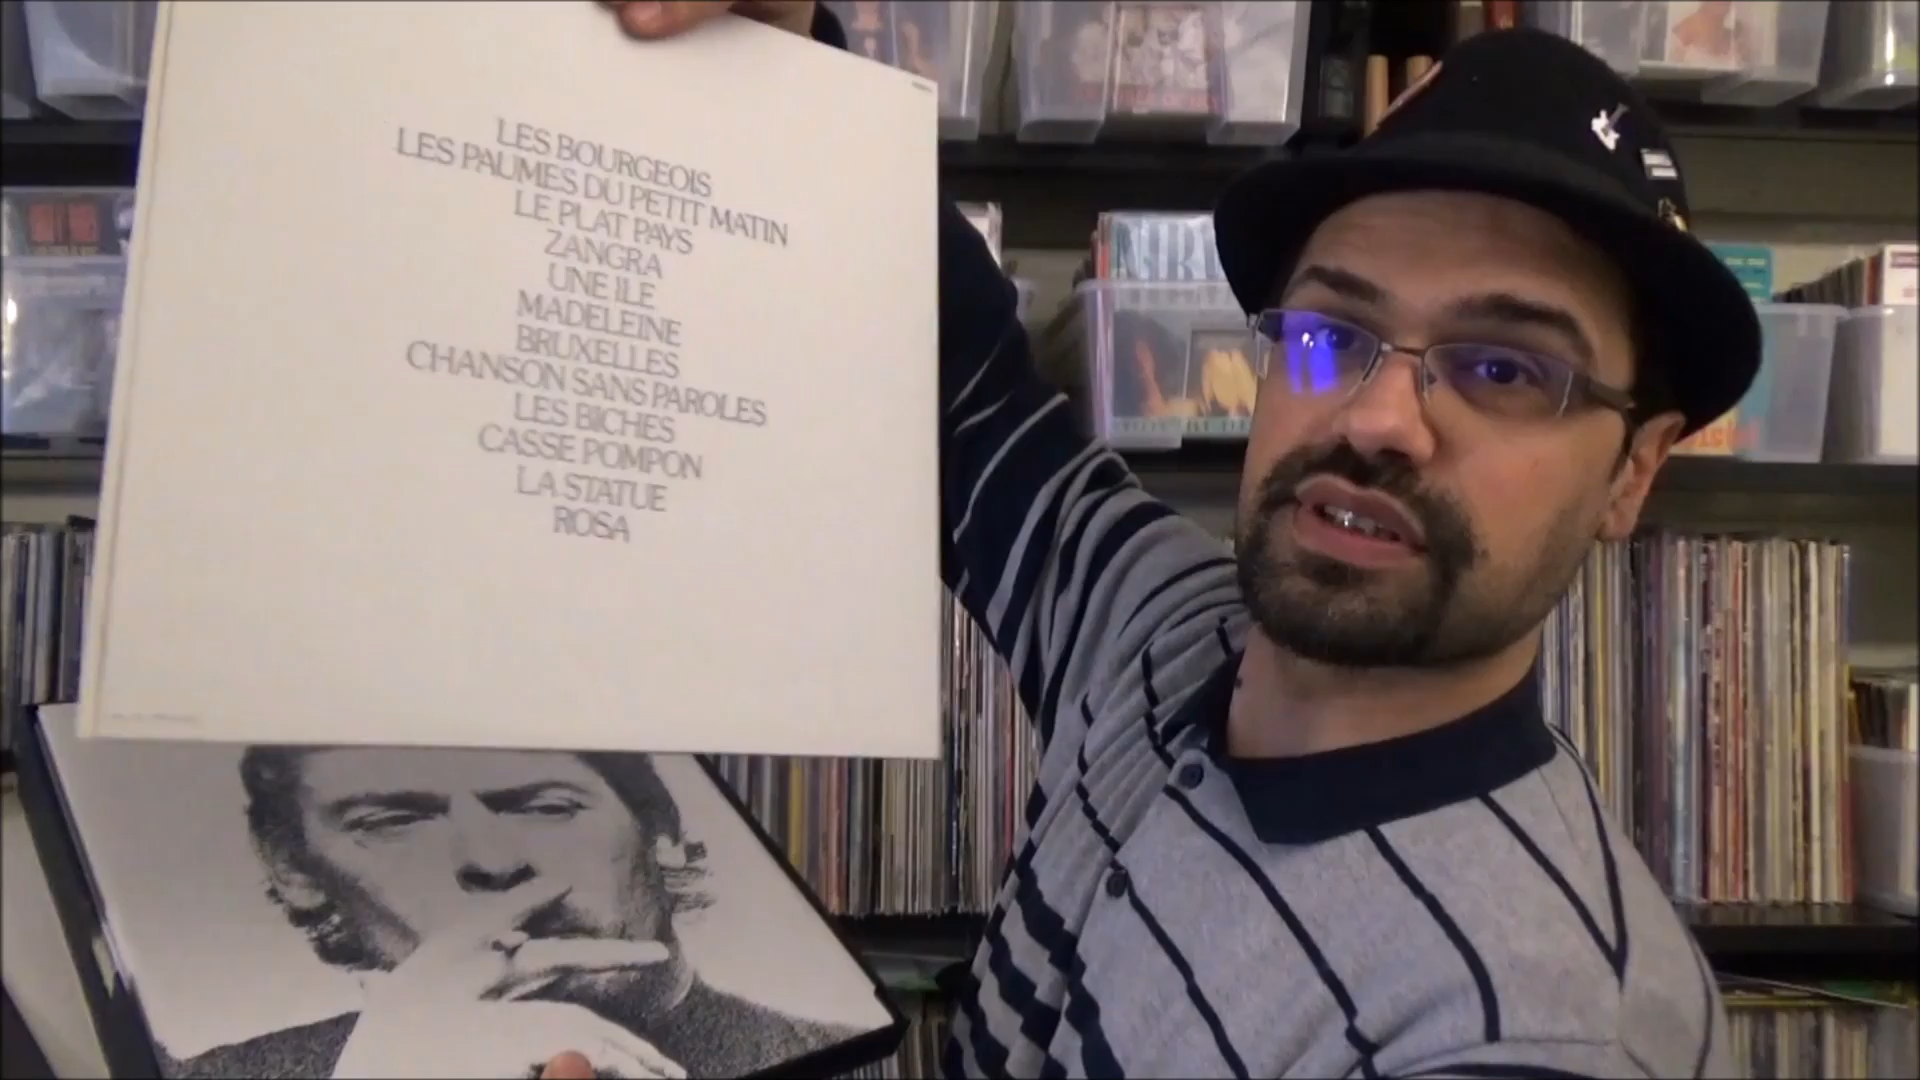 LES BOURGEOIS
LES PAUMES DU PETIT MATIN
LE PLAT PAYS
ZANGRA
UNE ILE
MADELEINE
BRUXELLES
CHANSON SANS PAROLES
LES BICHES
CASSE POMPON
LA STATUE
ROSA